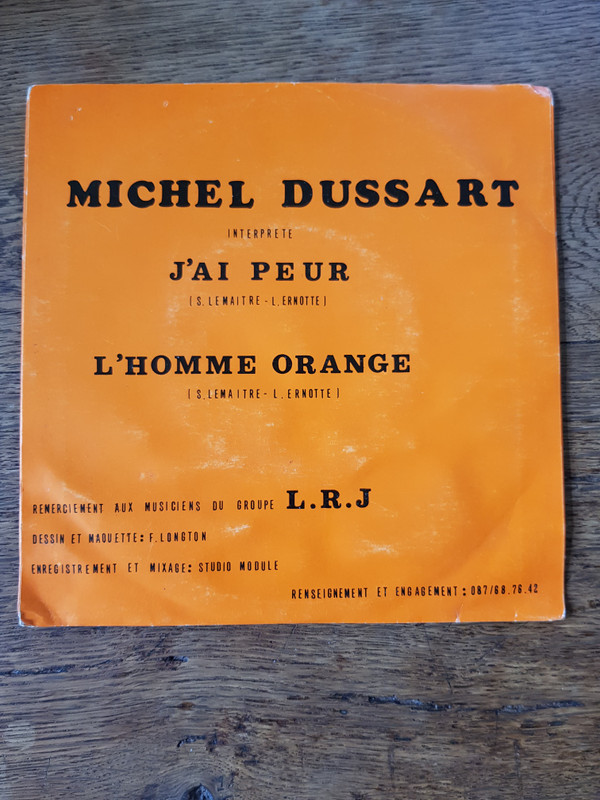 MICHEL DUSSART
INTERPRETE
J'AI PEUR
(S.LEMAITRE-L.ERNOTTE)
L'HOMME ORANGE
(S.LEMAITRE-L.ERNOTTE)
REMERCIEMENT AUX MUSICIENS DU GROUPE L.R.J
DESSIN ET MAQUETTE: F.LONGTON
ENREGISTREMENT ET MIXAGE: STUDIO MODULE
RENSEIGNEMENT ET ENGAGEMENT: 087/68.76.42